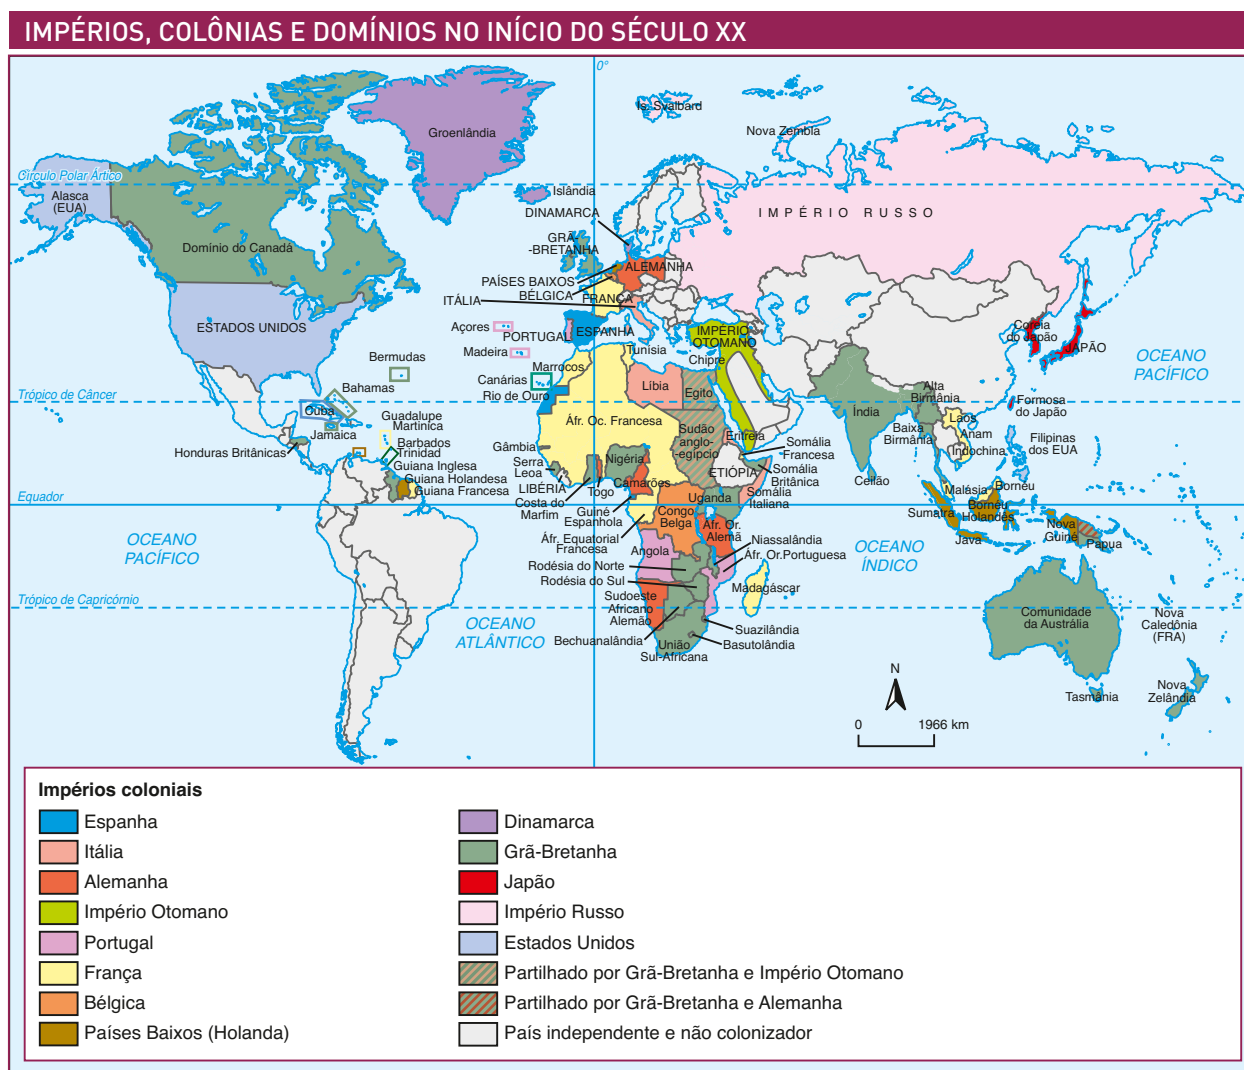 IMPÉRIOS, COLÔNIAS E DOMÍNIOS NO INÍCIO DO SÉCULO XX
0°
Is. Svalbard
Nova Zembla
Groenlândia
Círculo Polar Ártico
Alasca
(EUA)
Islândia
DINAMARCA
IMPÉRIO RUSSO
GRÃ-
-BRETANHA
Domínio do Canadá
ALEMANHA
PAÍSES BAIXOS
BÉLGICA
FRANÇA
ITÁLIA
ESTADOS UNIDOS
Açores
PORTUGAL
ESPANHA
IMPÉRIO
OTOMANO
Coreia
do Japão
JAPÃO
Madeira
Tunísia
Chipre
OCEANO
PACÍFICO
Bermudas
Marrocos
Canárias
Rio de Ouro
Líbia
Egito
Trópico de Câncer
Bahamas
Alta
Birmânia
Formosa
do Japão
Cuba
Índia
Laos
Guadalupe
Martinica
Áfr. Oc. Francesa
Sudão
anglo-
-egípcio
Eritreia
Baixa
Birmânia
Anam
Indochina
Filipinas
dos EUA
Jamaica
Barbados
Trinidad
Honduras Britânicas
Gâmbia
Somália
Francesa
Guiana Inglesa
Guiana Holandesa
Guiana Francesa
Serra
Leoa
Nigéria
ETIÓPIA
Somália
Britânica
Ceilão
LIBÉRIA
Togo
Camarões
Malásia
Borneu
Equador
Costa do
Marfim
Uganda
Somália
Italiana
Sumatra
Borneu
Holandês
Guiné
Espanhola
Congo
Belga
Áfr. Or.
Alemã
Nova
Guiné
Papua
Java
OCEANO
PACÍFICO
Áfr. Equatorial
Francesa
Angola
Niassalândia
Áfr. Or.Portuguesa
OCEANO
ÍNDICO
Rodésia do Norte
Rodésia do Sul
Madagáscar
Trópico de Capricórnio
Sudoeste
Africano
Alemão
OCEANO
ATLÂNTICO
Bechuanalândia
Suazilândia
Basutolândia
União
Sul-Africana
Comunidade
da Austrália
Nova
Caledônia
(FRA)
Tasmânia
Nova
Zelândia
N
0 1966 km
Impérios coloniais
Espanha
Itália
Alemanha
Império Otomano
Portugal
França
Bélgica
Países Baixos (Holanda)
Dinamarca
Grã-Bretanha
Japão
Império Russo
Estados Unidos
Partilhado por Grã-Bretanha e Império Otomano
Partilhado por Grã-Bretanha e Alemanha
País independente e não colonizador